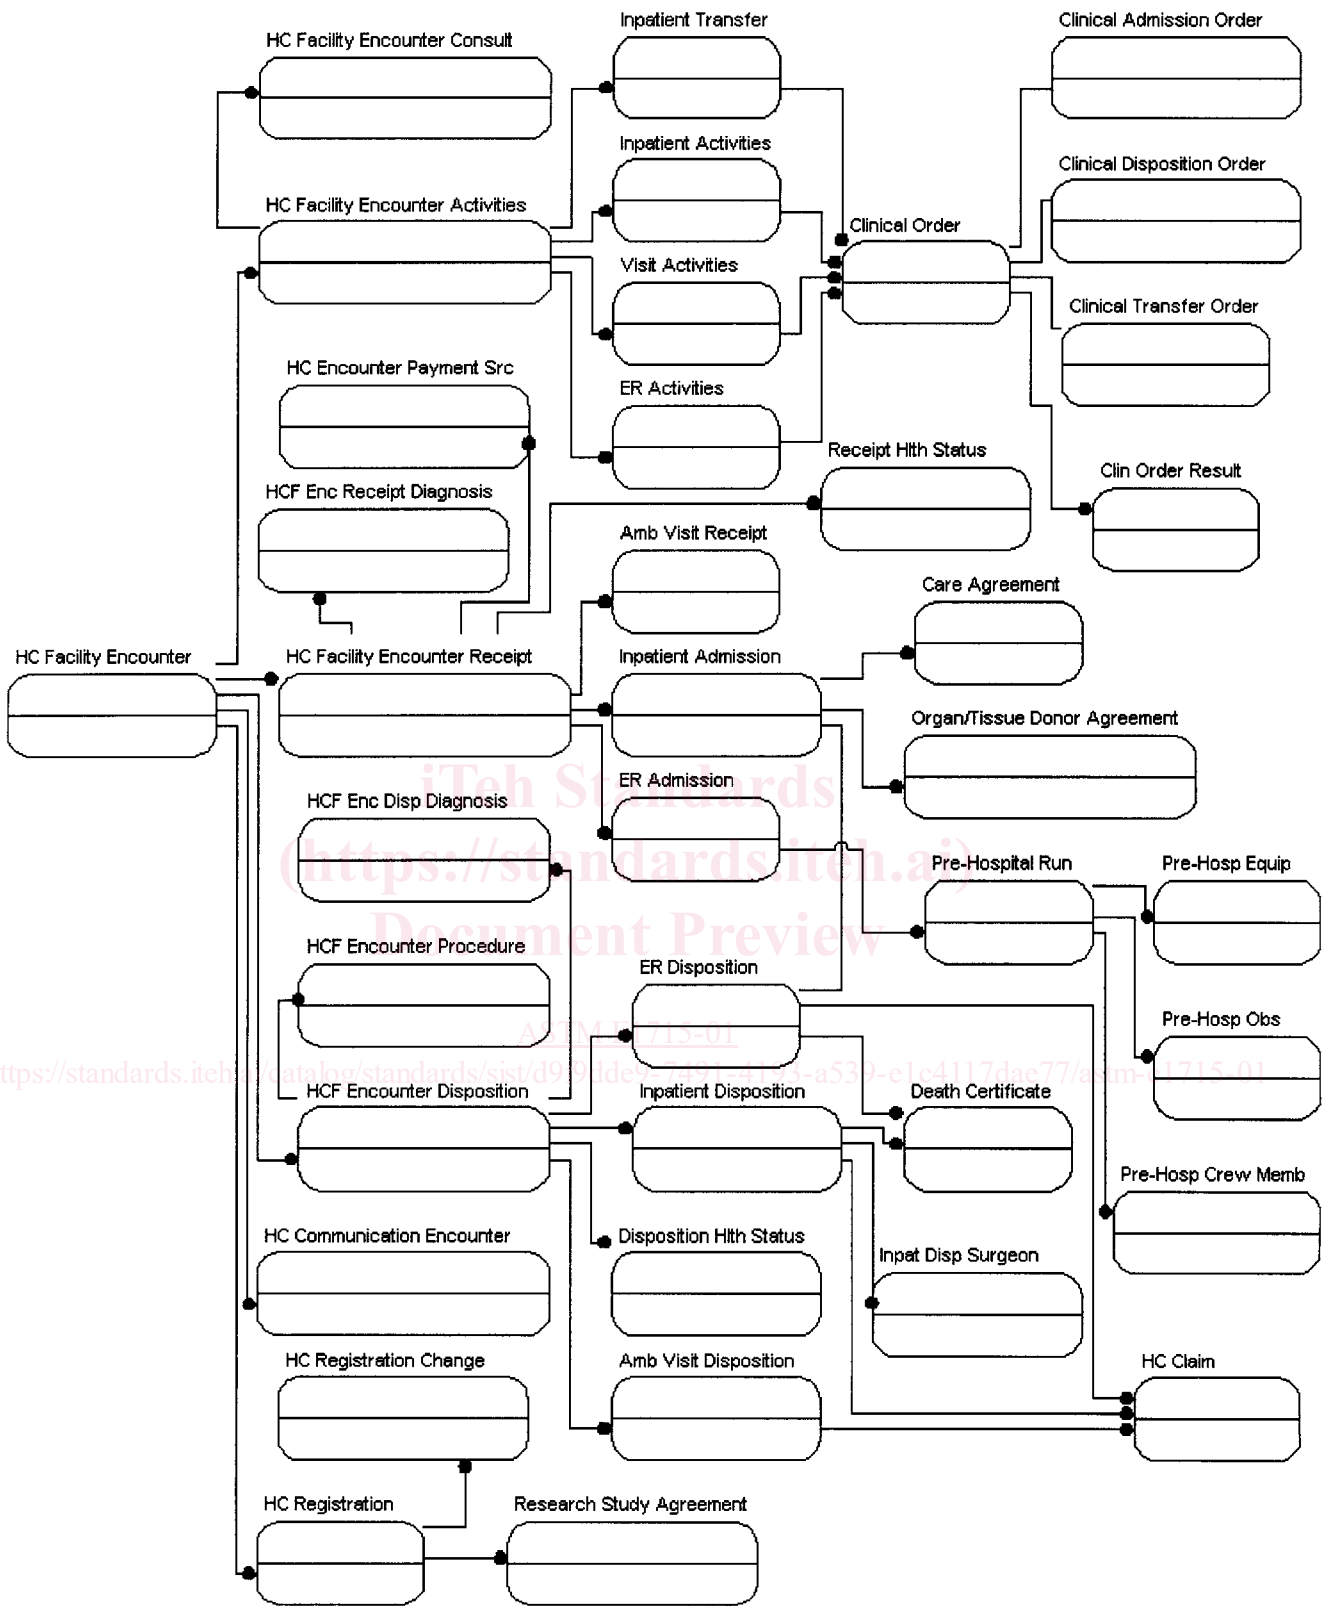 Inpatient Transfer
Clinical Admission Order
HC Facility Encounter Consult
Inpatient Activities
Clinical Disposition Order
HC Facility Encounter Activities
Clinical Order
Visit Activities
Clinical Transfer Order
HC Encounter Payment Src
ER Activities
Receipt Hlth Status
Clin Order Result
HCF Enc Receipt Diagnosis
Amb Visit Receipt
Care Agreement
HC Facility Encounter
HC Facility Encounter Receipt
Inpatient Admission
Organ/Tissue Donor Agreement
iTeh Standards
ER Admission
HCF Enc Disp Diagnosis
(https://standards.iteh.ai)
Pre-Hospital Run
Pre-Hosp Equip
Document Preview
HCF Encounter Procedure
ER Disposition
Pre-Hosp Obs
ASTM E1715-01
HCF Encounter Disposition
Inpatient Disposition
Death Certificate
Pre-Hosp Crew Memb
HC Communication Encounter
Disposition Hlth Status
Inpat Disp Surgeon
HC Registration Change
Amb Visit Disposition
HC Claim
HC Registration
Research Study Agreement